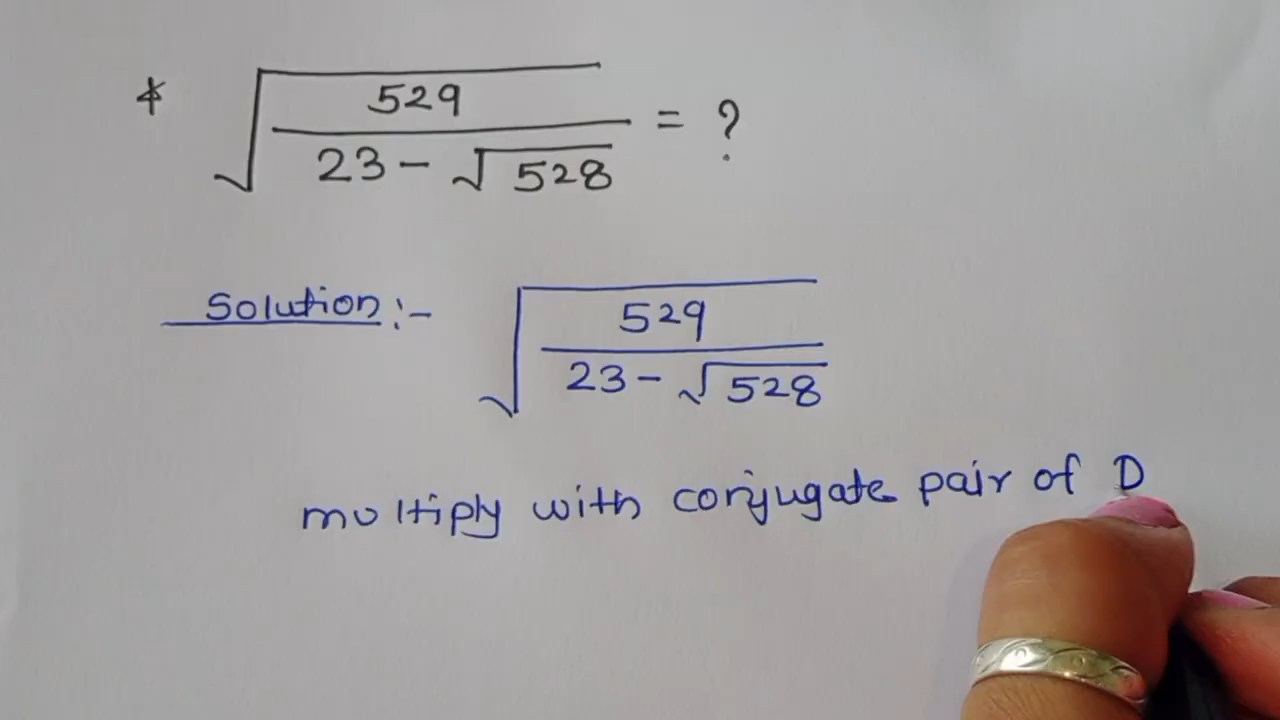 * √(529 / (23 - √528)) = ?
Solution :- √(529 / (23 - √528))
multiply with conjugate pair of D